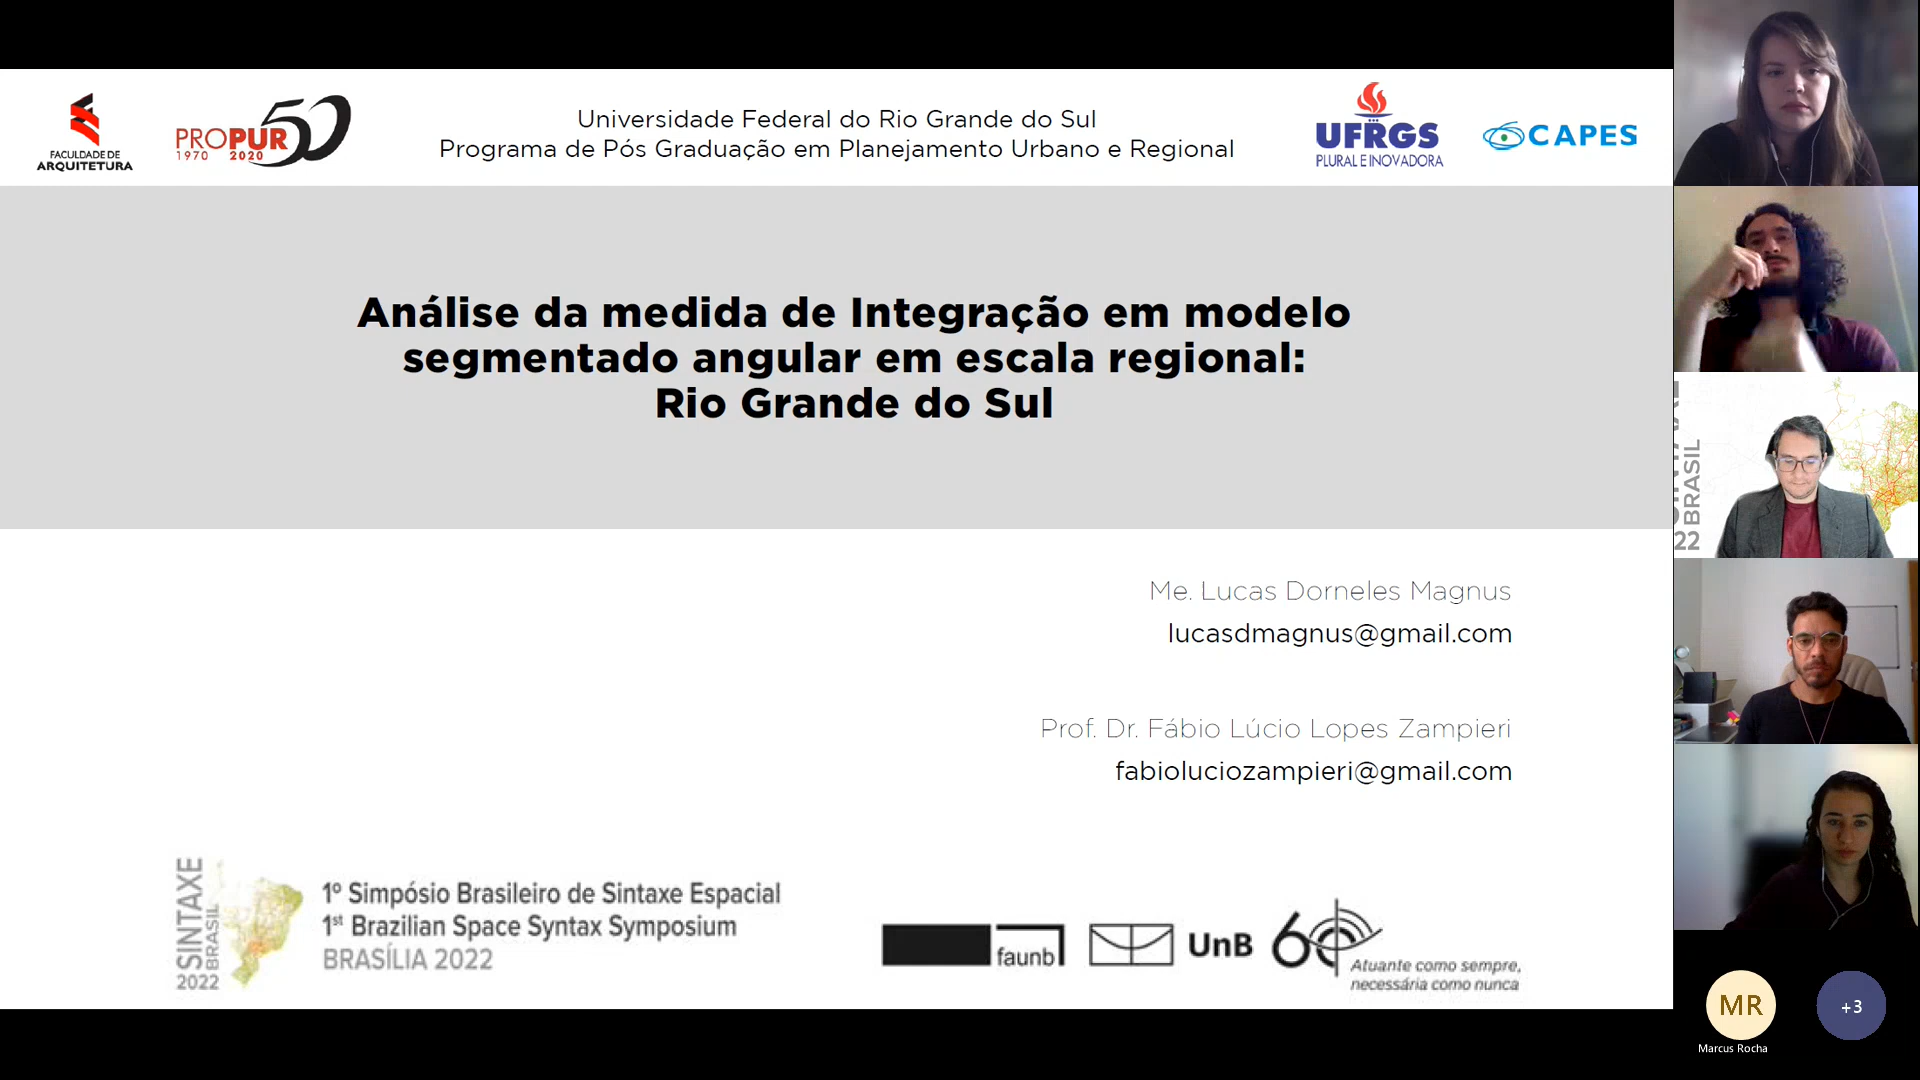 FACULDADE DE
ARQUITETURA
PROPUR 50
1970 2020
Universidade Federal do Rio Grande do Sul
Programa de Pós Graduação em Planejamento Urbano e Regional
UFRGS
PLURAL E INOVADORA
CAPES
Análise da medida de Integração em modelo
segmentado angular em escala regional:
Rio Grande do Sul
Me. Lucas Dorneles Magnus
lucasdmagnus@gmail.com
Prof. Dr. Fábio Lúcio Lopes Zampieri
fabioluciozampieri@gmail.com
SINTAXE
BRASIL
2022
1º Simpósio Brasileiro de Sintaxe Espacial
1st Brazilian Space Syntax Symposium
BRASÍLIA 2022
faunb
UnB
60
Atuante como sempre,
necessária como nunca
BRASIL
22
MR
+3
Marcus Rocha